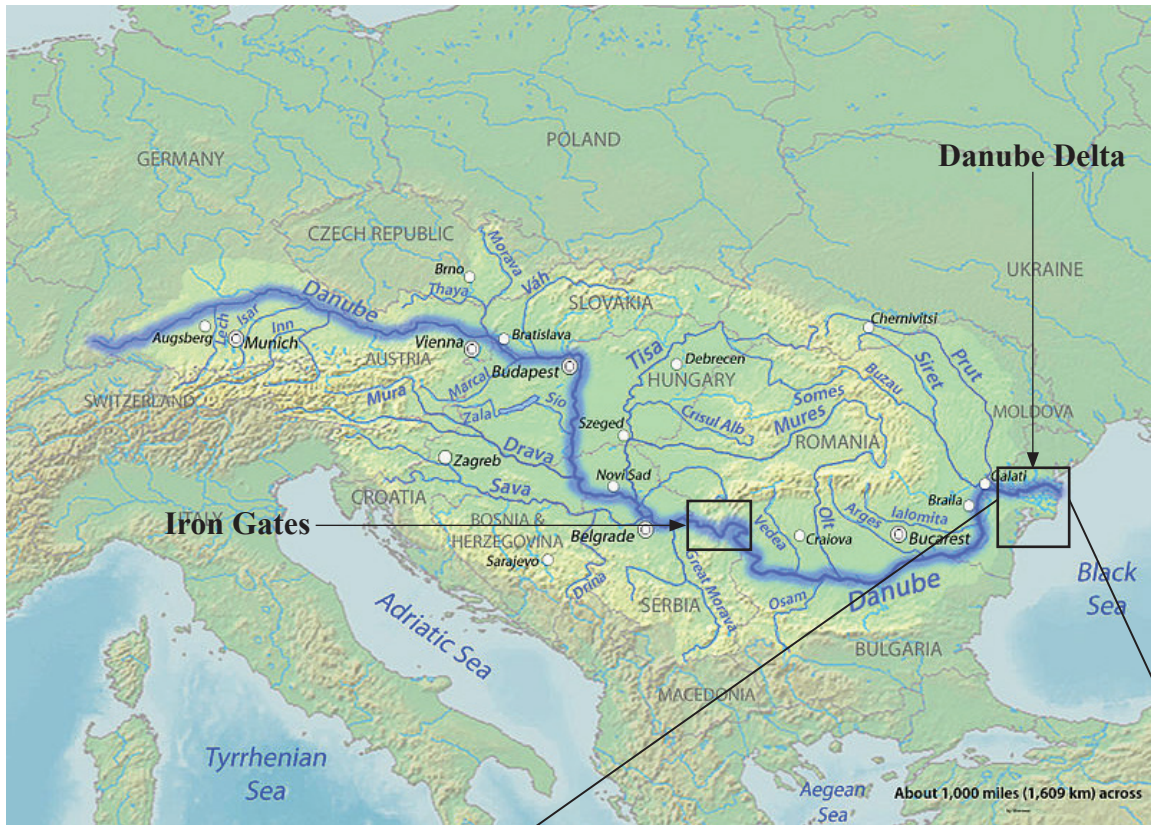 POLAND
GERMANY
Danube Delta
CZECH REPUBLIC
Morava
UKRAINE
Brno
Thaya
Váh
Danube
SLOVAKIA
Chernivitsi
Augsberg
Lech
Isar
Inn
Munich
Vienna
Bratislava
Tisa
Prut
Siret
AUSTRIA
Budapest
Debrecen
HUNGARY
Buzau
SWITZERLAND
Mura
Marcal
Zala
Sio
Somes
Mures
Crisul Alb
MOLDOVA
Szeged
ROMANIA
Drava
Zagreb
Sava
Novi Sad
Galati
Braila
CROATIA
ITALY
Iron Gates
BOSNIA &
HERZEGOVINA
Belgrade
Vedea
Olt
Arges
Ialomita
Craiova
Bucarest
Sarajevo
Drina
Great Morava
Danube
Black
Sea
SERBIA
Osam
Adriatic Sea
BULGARIA
MACEDONIA
Tyrrhenian
Sea
Aegean
Sea
About 1,000 miles (1,609 km) across